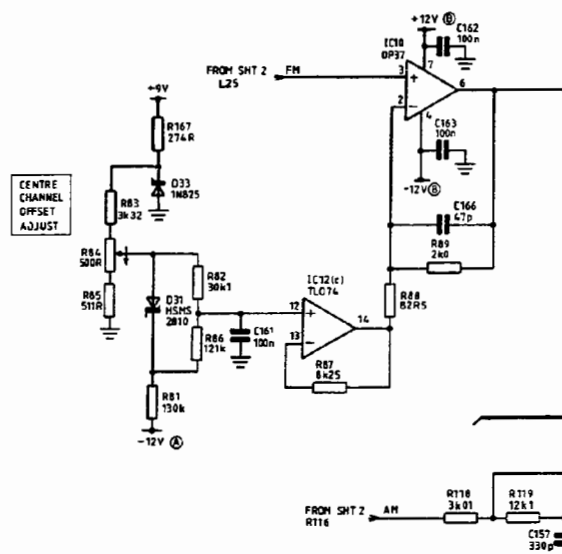 +12V Ⓑ
C162
100n
IC10
OP37
7
FROM SHT 2
L25
FM
3
+
6
2
−
4
+9V
R167
274R
C163
100n
-12V Ⓑ
D33
1N825
CENTRE
CHANNEL
OFFSET
ADJUST
R83
3k32
C166
47p
R89
2k0
R84
500R
R82
30k1
IC12(c)
TL074
D31
HSMS
2810
R85
511R
12
+
14
R88
82R5
C161
100n
13
−
R86
121k
R87
8k25
R81
130k
-12V Ⓐ
R118
3k01
R119
12k1
FROM SHT 2
R116
AM
C157
330p